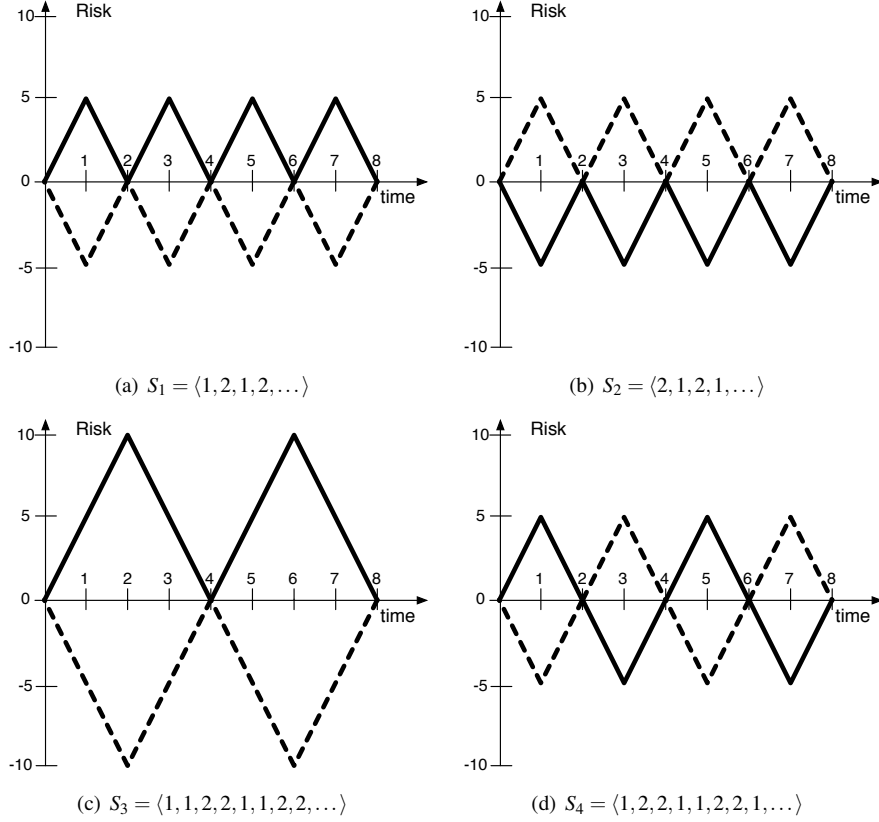 10
Risk
5
1 2 3 4 5 6 7 8
0
time
-5
-10
(a) S₁ = ⟨1,2,1,2,...⟩
10
Risk
5
1 2 3 4 5 6 7 8
0
time
-5
-10
(b) S₂ = ⟨2,1,2,1,...⟩
10
Risk
5
1 2 3 4 5 6 7 8
0
time
-5
-10
(c) S₃ = ⟨1,1,2,2,1,1,2,2,...⟩
10
Risk
5
1 2 3 4 5 6 7 8
0
time
-5
-10
(d) S₄ = ⟨1,2,2,1,1,2,2,1,...⟩